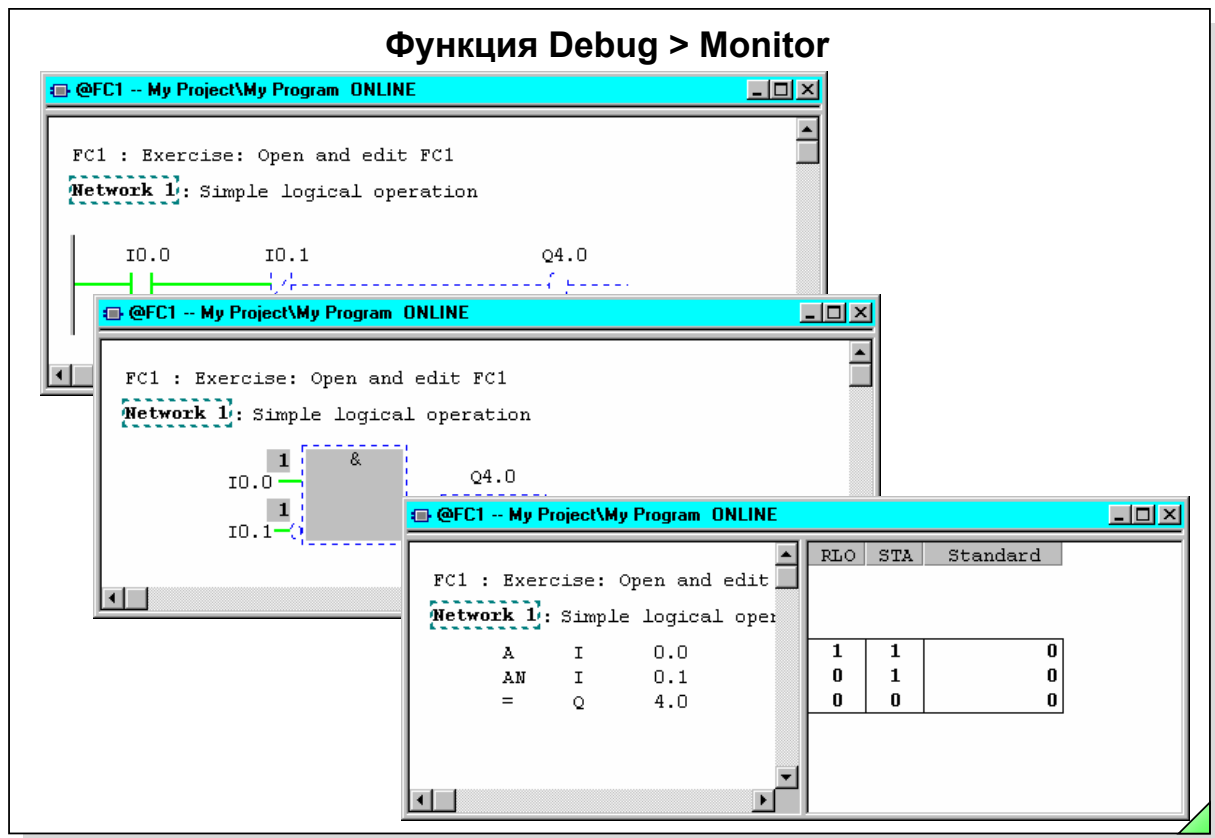 Функция Debug > Monitor
@FC1 -- My Project\My Program ONLINE
FC1 : Exercise: Open and edit FC1
Network 1: Simple logical operation
I0.0 I0.1 Q4.0
@FC1 -- My Project\My Program ONLINE
FC1 : Exercise: Open and edit FC1
Network 1: Simple logical operation
1 &
I0.0 Q4.0
1
I0.1
@FC1 -- My Project\My Program ONLINE
RLO STA Standard
FC1 : Exercise: Open and edit
Network 1: Simple logical oper
A I 0.0 1 1 0
AN I 0.1 0 1 0
= Q 4.0 0 0 0